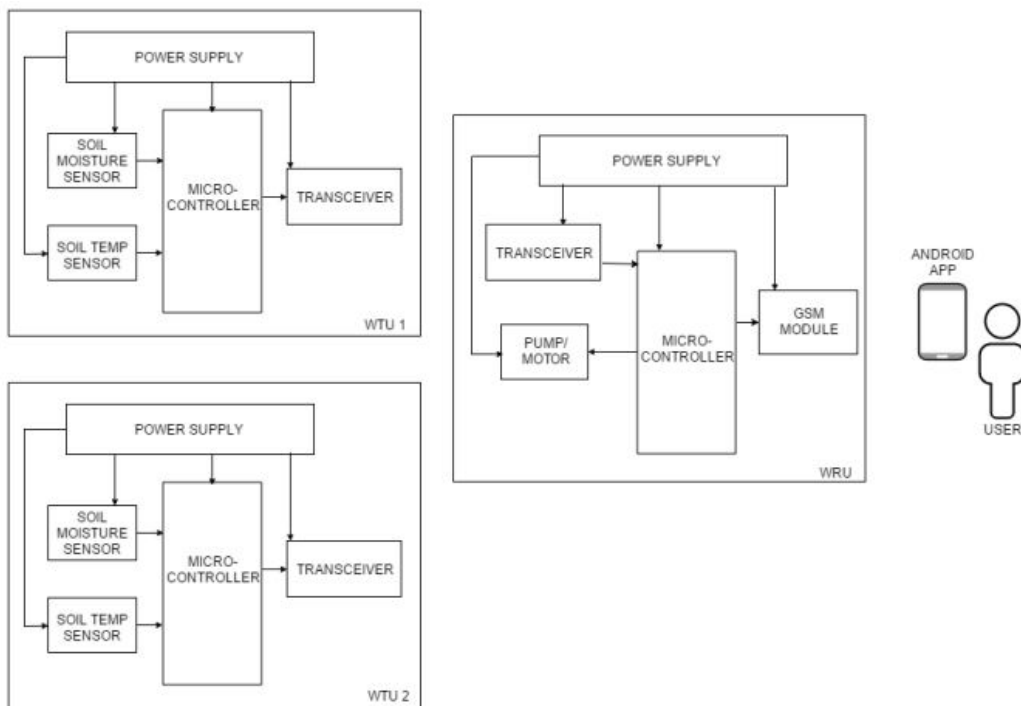 POWER SUPPLY
SOIL
MOISTURE
SENSOR
MICRO-
CONTROLLER
TRANSCEIVER
SOIL TEMP
SENSOR
WTU 1
POWER SUPPLY
SOIL
MOISTURE
SENSOR
MICRO-
CONTROLLER
TRANSCEIVER
SOIL TEMP
SENSOR
WTU 2
POWER SUPPLY
TRANSCEIVER
PUMP/
MOTOR
MICRO-
CONTROLLER
GSM
MODULE
WRU
ANDROID
APP
USER